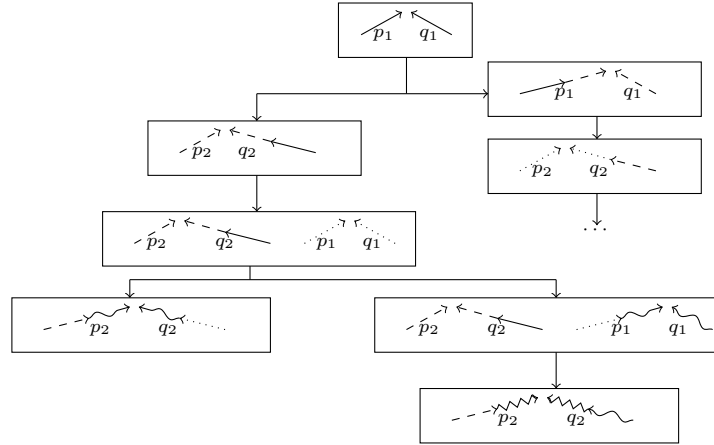 p₁ q₁
p₁ q₁
p₂ q₂
p₂ q₂
...
p₂ q₂ p₁ q₁
p₂ q₂
p₂ q₂ p₁ q₁
p₂ q₂